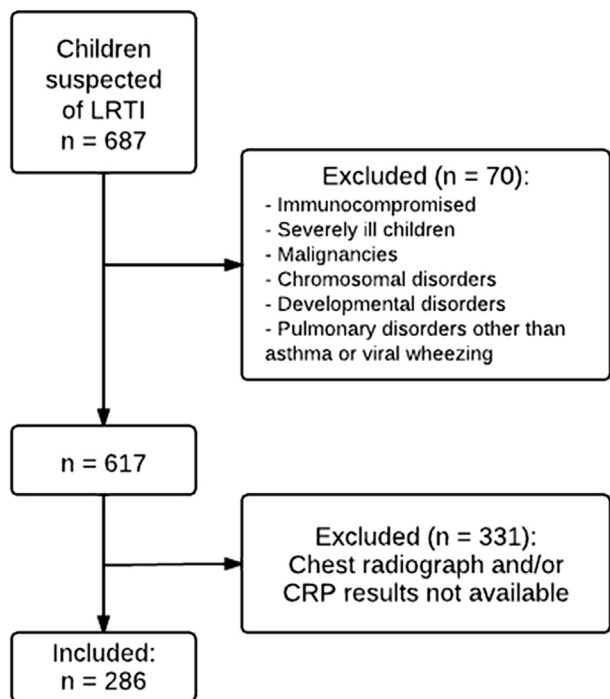 Children
suspected
of LRTI
n = 687
Excluded (n = 70):
- Immunocompromised
- Severely ill children
- Malignancies
- Chromosomal disorders
- Developmental disorders
- Pulmonary disorders other than
asthma or viral wheezing
n = 617
Excluded (n = 331):
Chest radiograph and/or
CRP results not available
Included:
n = 286